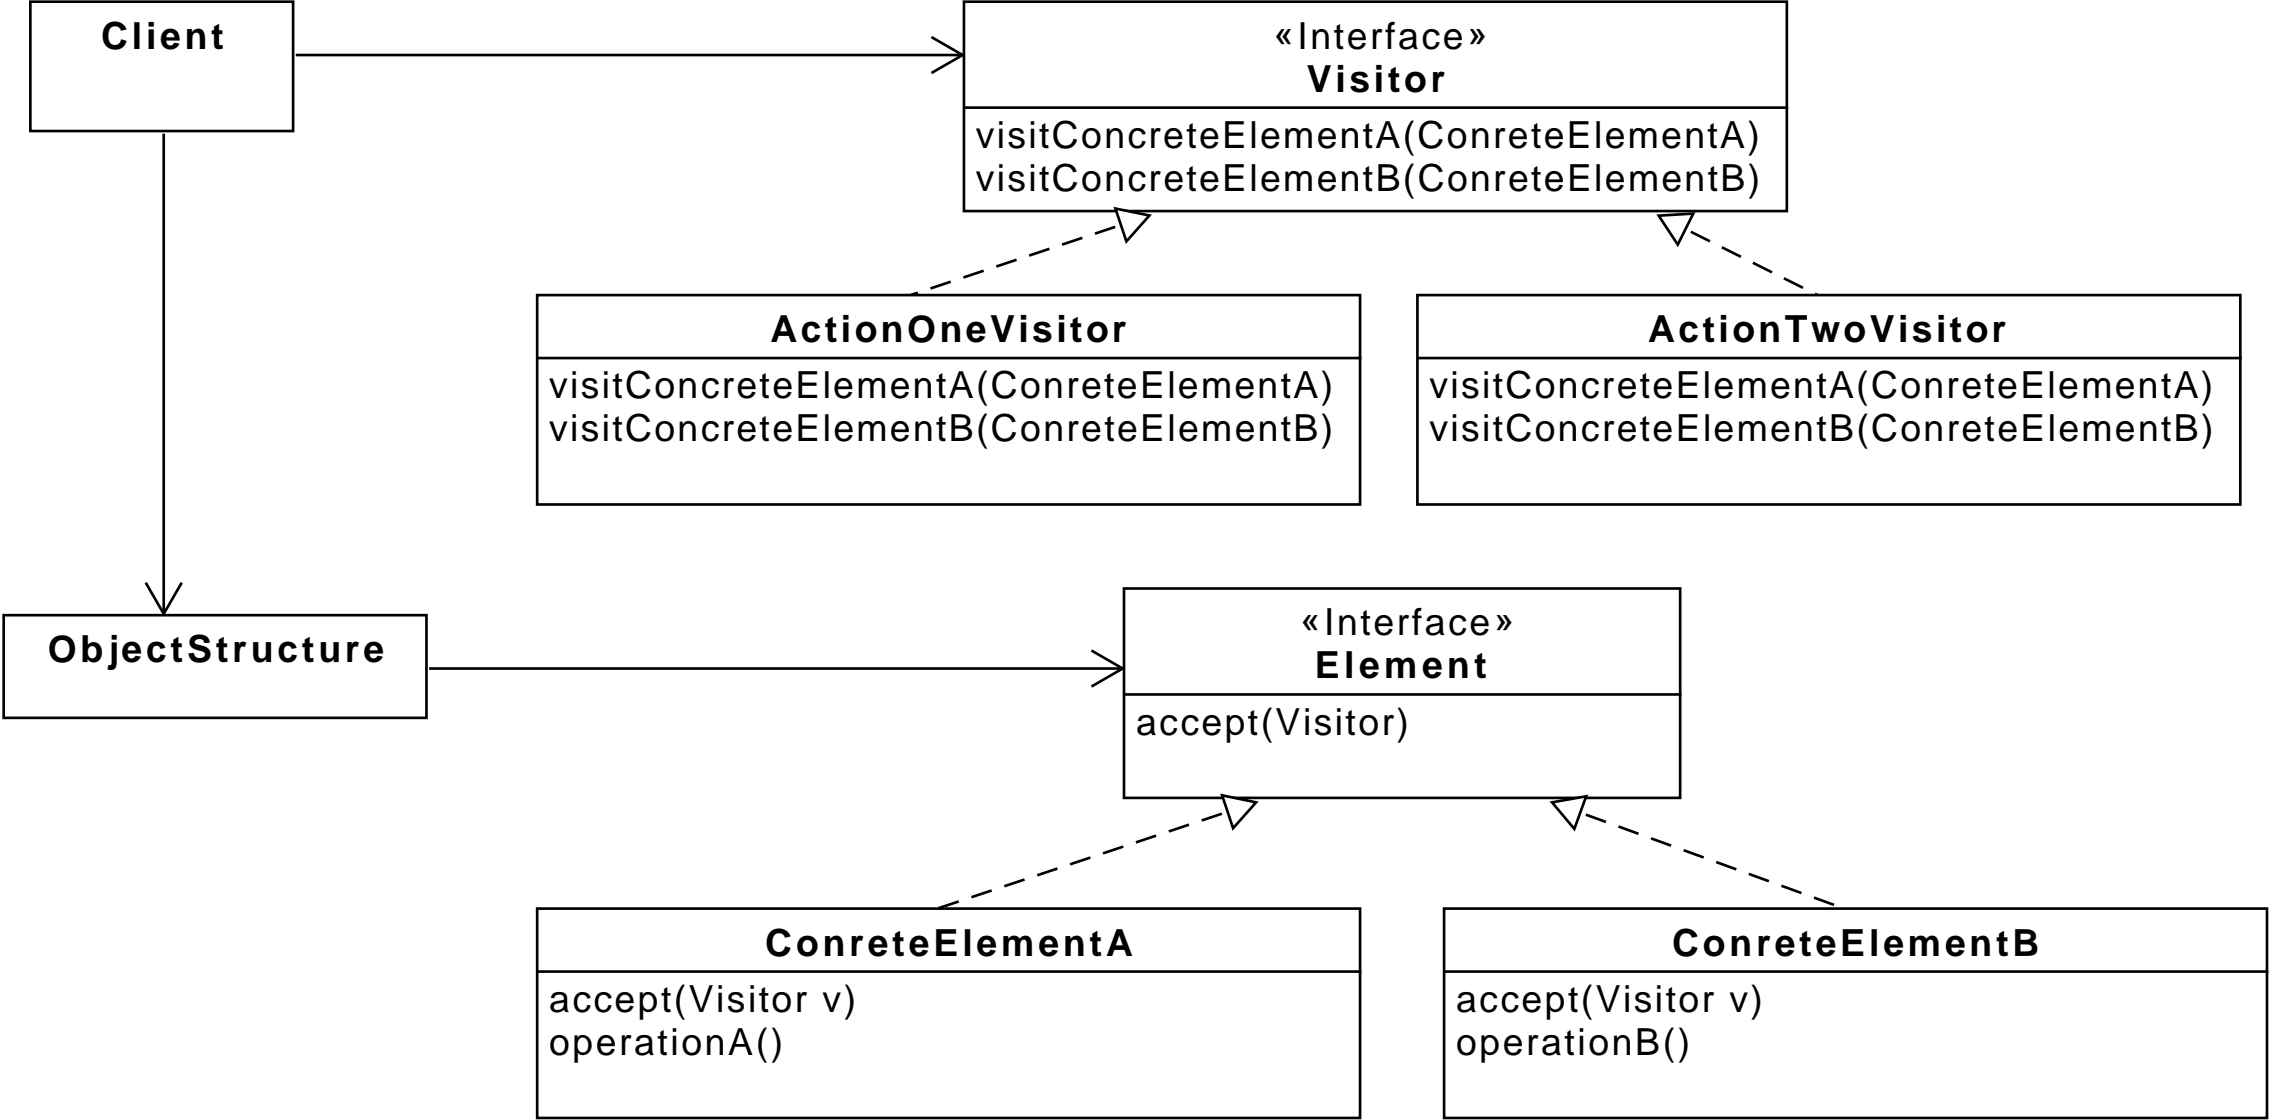 Client
«Interface»
Visitor
visitConcreteElementA(ConreteElementA)
visitConcreteElementB(ConreteElementB)
ActionOneVisitor
visitConcreteElementA(ConreteElementA)
visitConcreteElementB(ConreteElementB)
ActionTwoVisitor
visitConcreteElementA(ConreteElementA)
visitConcreteElementB(ConreteElementB)
ObjectStructure
«Interface»
Element
accept(Visitor)
ConreteElementA
accept(Visitor v)
operationA()
ConreteElementB
accept(Visitor v)
operationB()